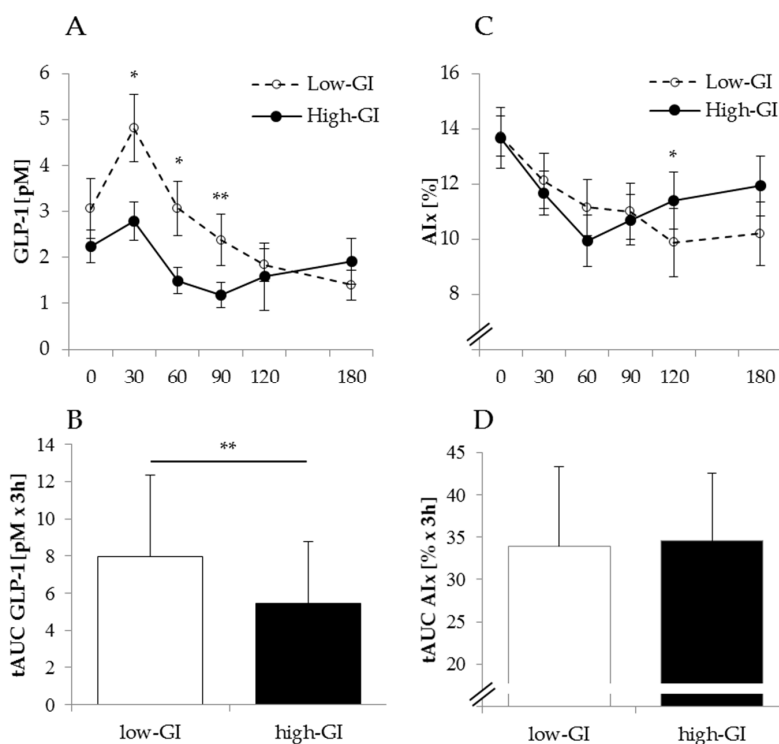 A
GLP-1 [pM]
6
5
4
3
2
1
0
0 30 60 90 120 180
Low-GI
High-GI
*
*
**
C
AIx [%]
16
14
12
10
8
0 30 60 90 120 180
Low-GI
High-GI
*
B
tAUC GLP-1 [pM x 3h]
14
12
10
8
6
4
2
0
**
low-GI high-GI
D
tAUC AIx [% x 3h]
45
40
35
30
25
20
low-GI high-GI